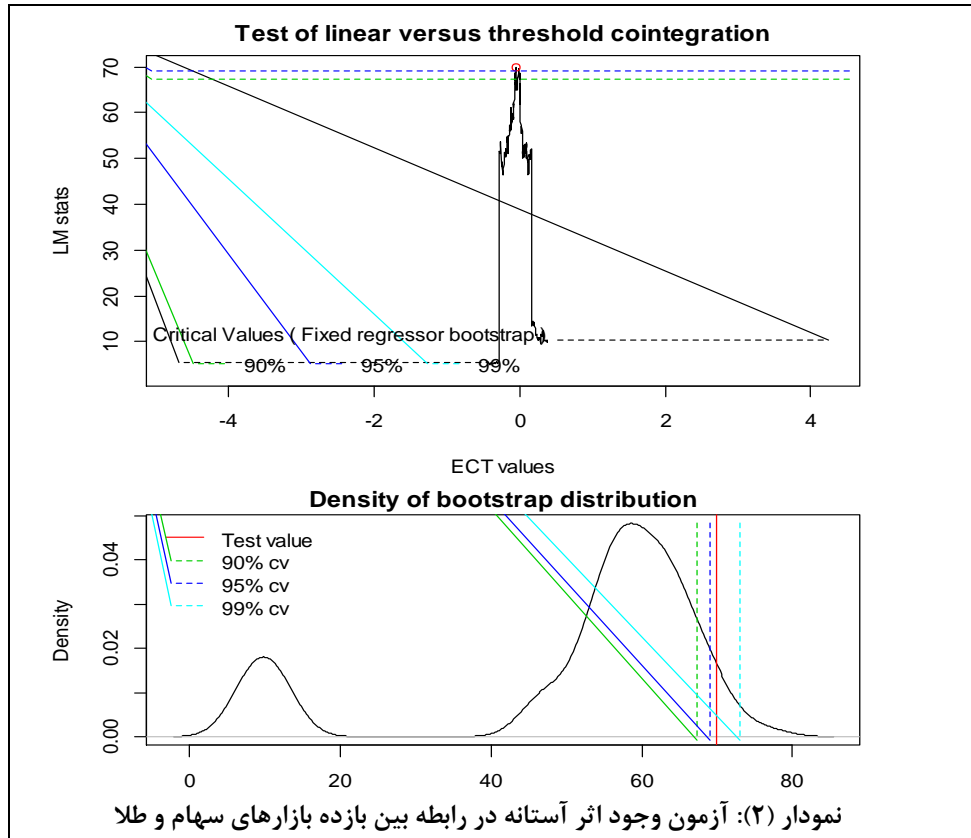 Test of linear versus threshold cointegration
70
60
50
40
30
20
10
LM stats
Critical Values ( Fixed regressor bootstrap )
90% 95% 99%
-4 -2 0 2 4
ECT values
Density of bootstrap distribution
0.04
0.02
0.00
Density
Test value
90% cv
95% cv
99% cv
0 20 40 60 80
نمودار (۲): آزمون وجود اثر آستانه در رابطه بین بازده بازارهای سهام و طلا